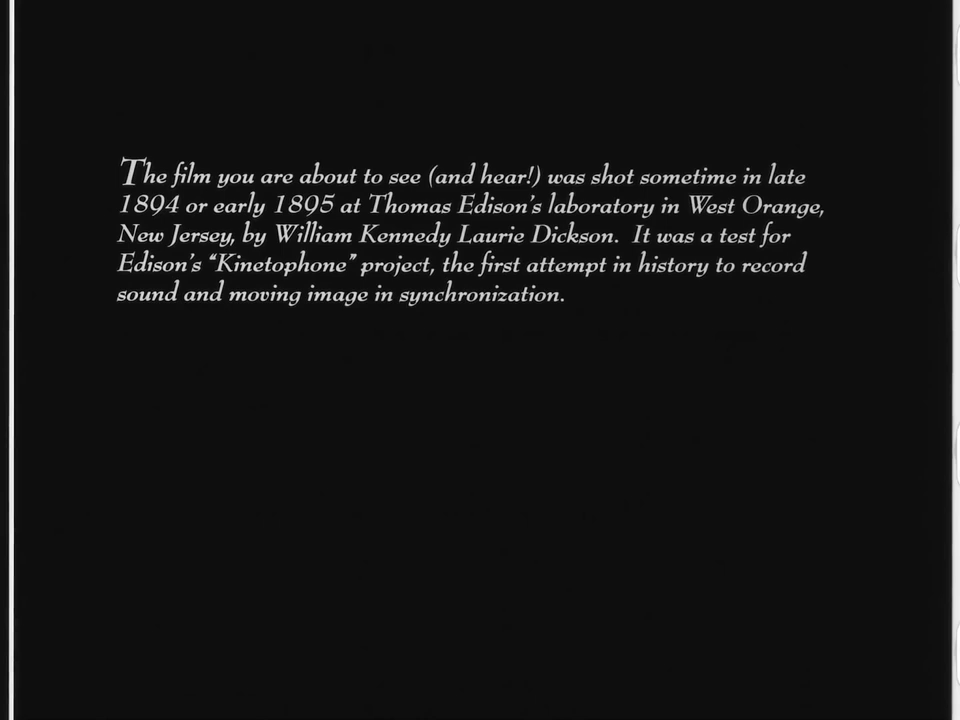 The film you are about to see (and hear!) was shot sometime in late
1894 or early 1895 at Thomas Edison's laboratory in West Orange,
New Jersey, by William Kennedy Laurie Dickson.  It was a test for
Edison's "Kinetophone" project, the first attempt in history to record
sound and moving image in synchronization.